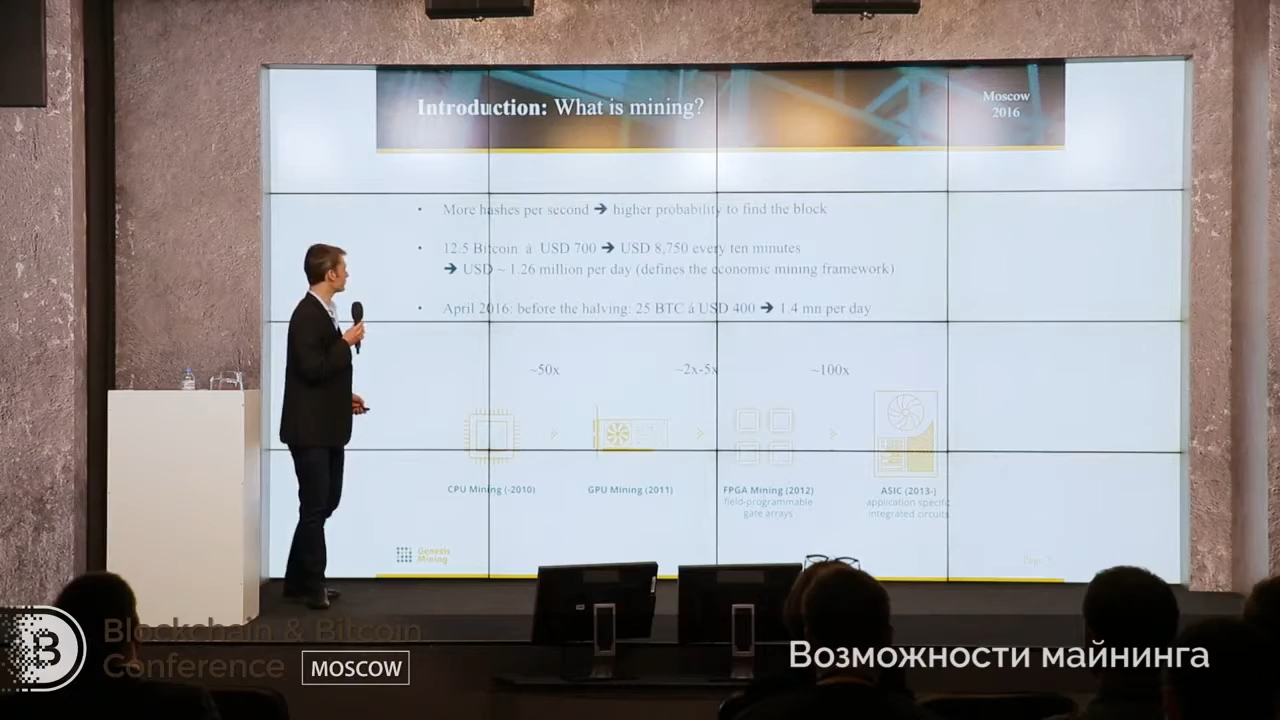 Introduction: What is mining?
Moscow
2016
• More hashes per second ➔ higher probability to find the block
• 12.5 Bitcoin á USD 700 ➔ USD 8,750 every ten minutes
➔ USD ~ 1.26 million per day (defines the economic mining framework)
• April 2016: before the halving: 25 BTC á USD 400 ➔ 1.4 mn per day
~50x ~2x-5x ~100x
CPU Mining (-2010) GPU Mining (2011) FPGA Mining (2012) ASIC (2013-)
field-programmable application specific
gate arrays integrated circuits
Genesis
Mining
Blockchain & Bitcoin
Conference MOSCOW
Возможности майнинга